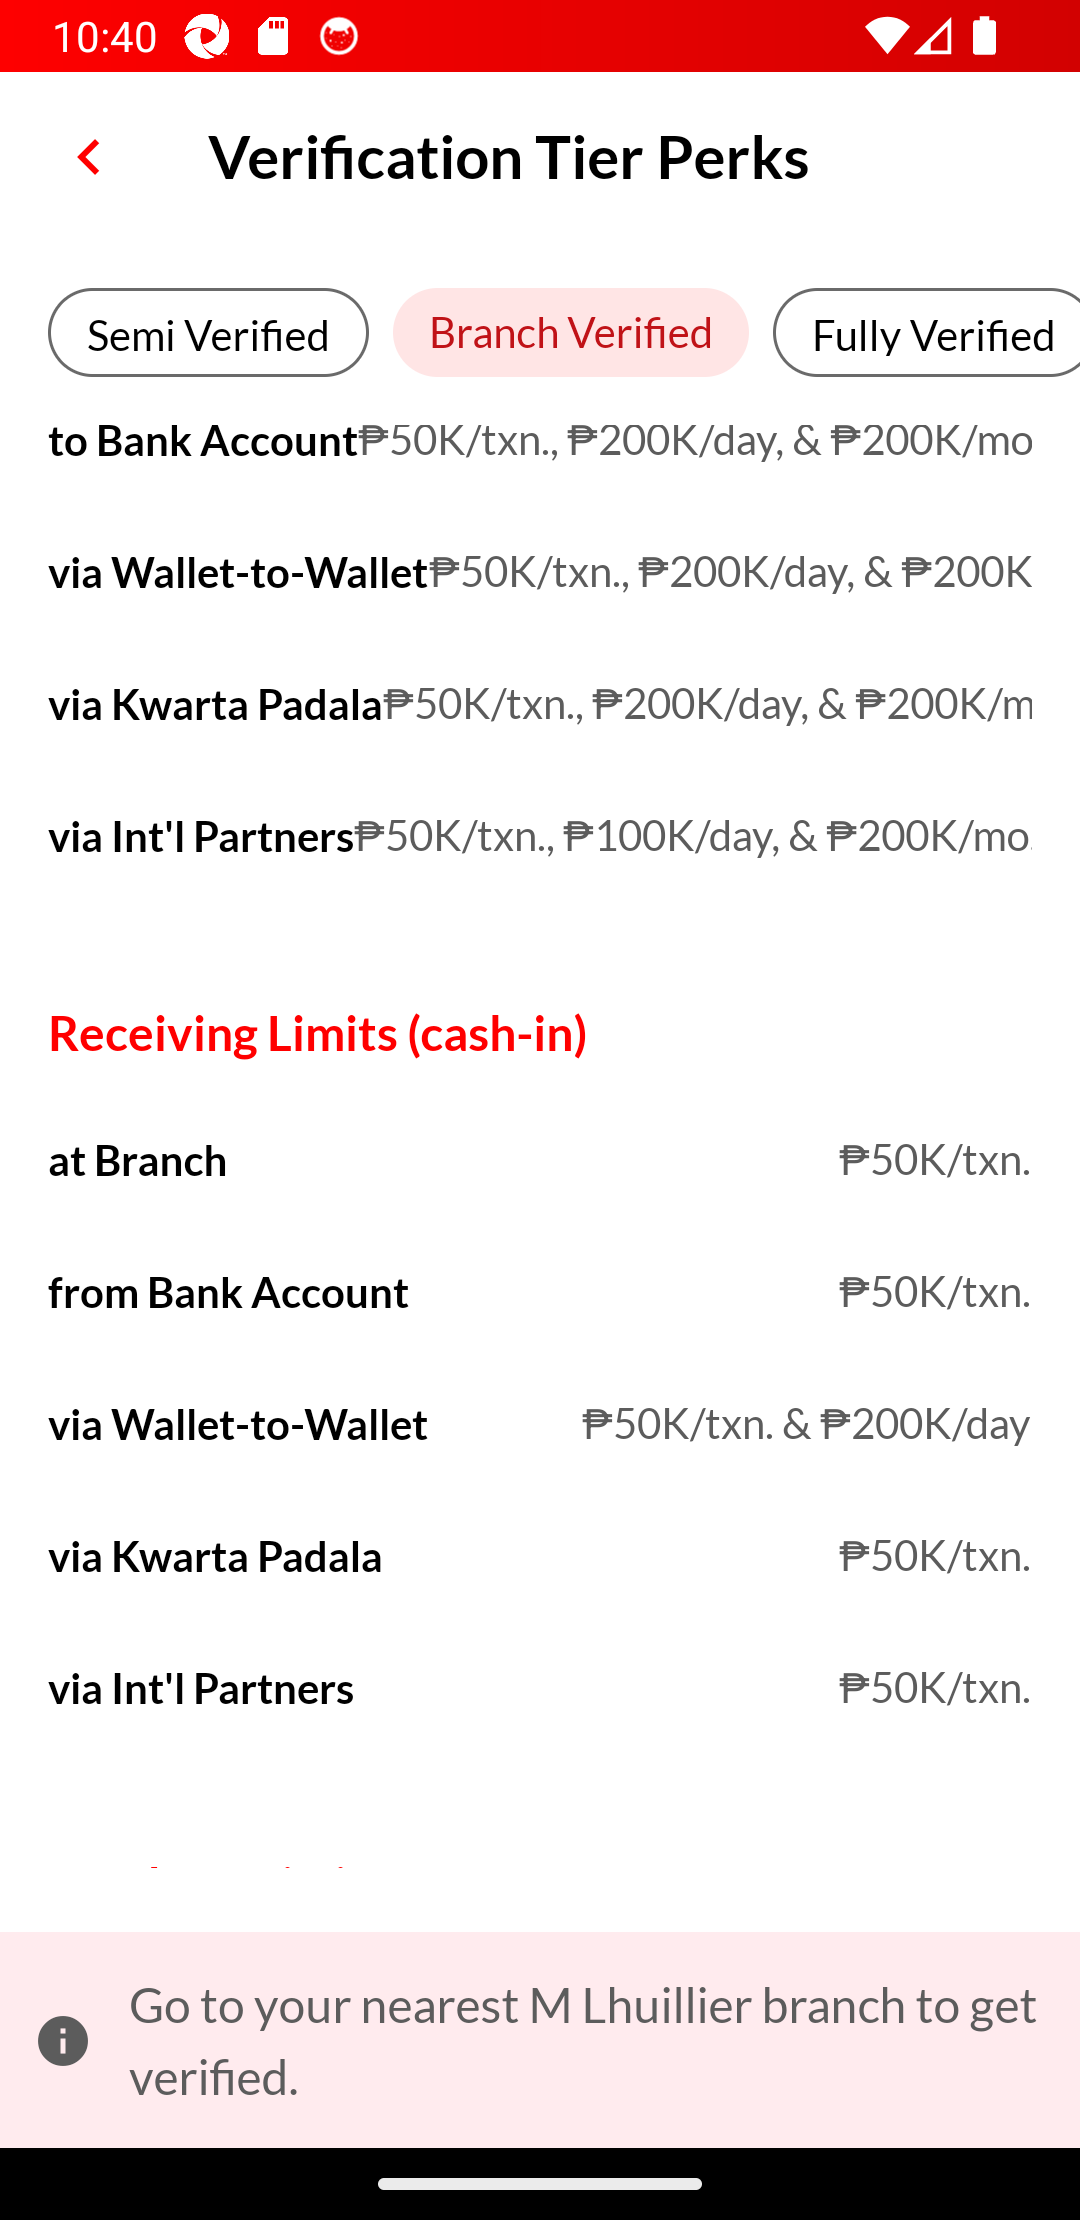 10:40
Verification Tier Perks
Semi Verified
Branch Verified
Fully Verified
to Bank Account ₱50K/txn., ₱200K/day, & ₱200K/mo
via Wallet-to-Wallet ₱50K/txn., ₱200K/day, & ₱200K
via Kwarta Padala ₱50K/txn., ₱200K/day, & ₱200K/m
via Int'l Partners ₱50K/txn., ₱100K/day, & ₱200K/mo.
Receiving Limits (cash-in)
at Branch ₱50K/txn.
from Bank Account ₱50K/txn.
via Wallet-to-Wallet ₱50K/txn. & ₱200K/day
via Kwarta Padala ₱50K/txn.
via Int'l Partners ₱50K/txn.
Go to your nearest M Lhuillier branch to get
verified.